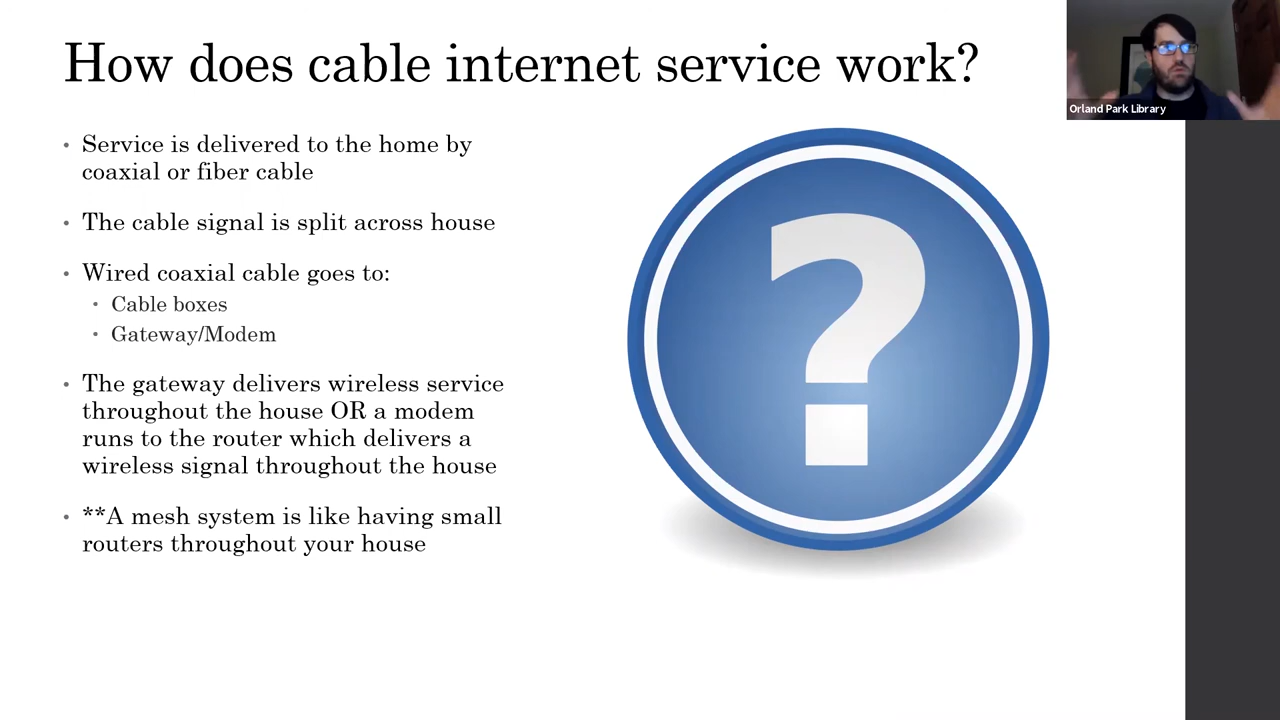 How does cable internet service work?
Orland Park Library
• Service is delivered to the home by
coaxial or fiber cable
• The cable signal is split across house
• Wired coaxial cable goes to:
• Cable boxes
• Gateway/Modem
• The gateway delivers wireless service
throughout the house OR a modem
runs to the router which delivers a
wireless signal throughout the house
• **A mesh system is like having small
routers throughout your house
?